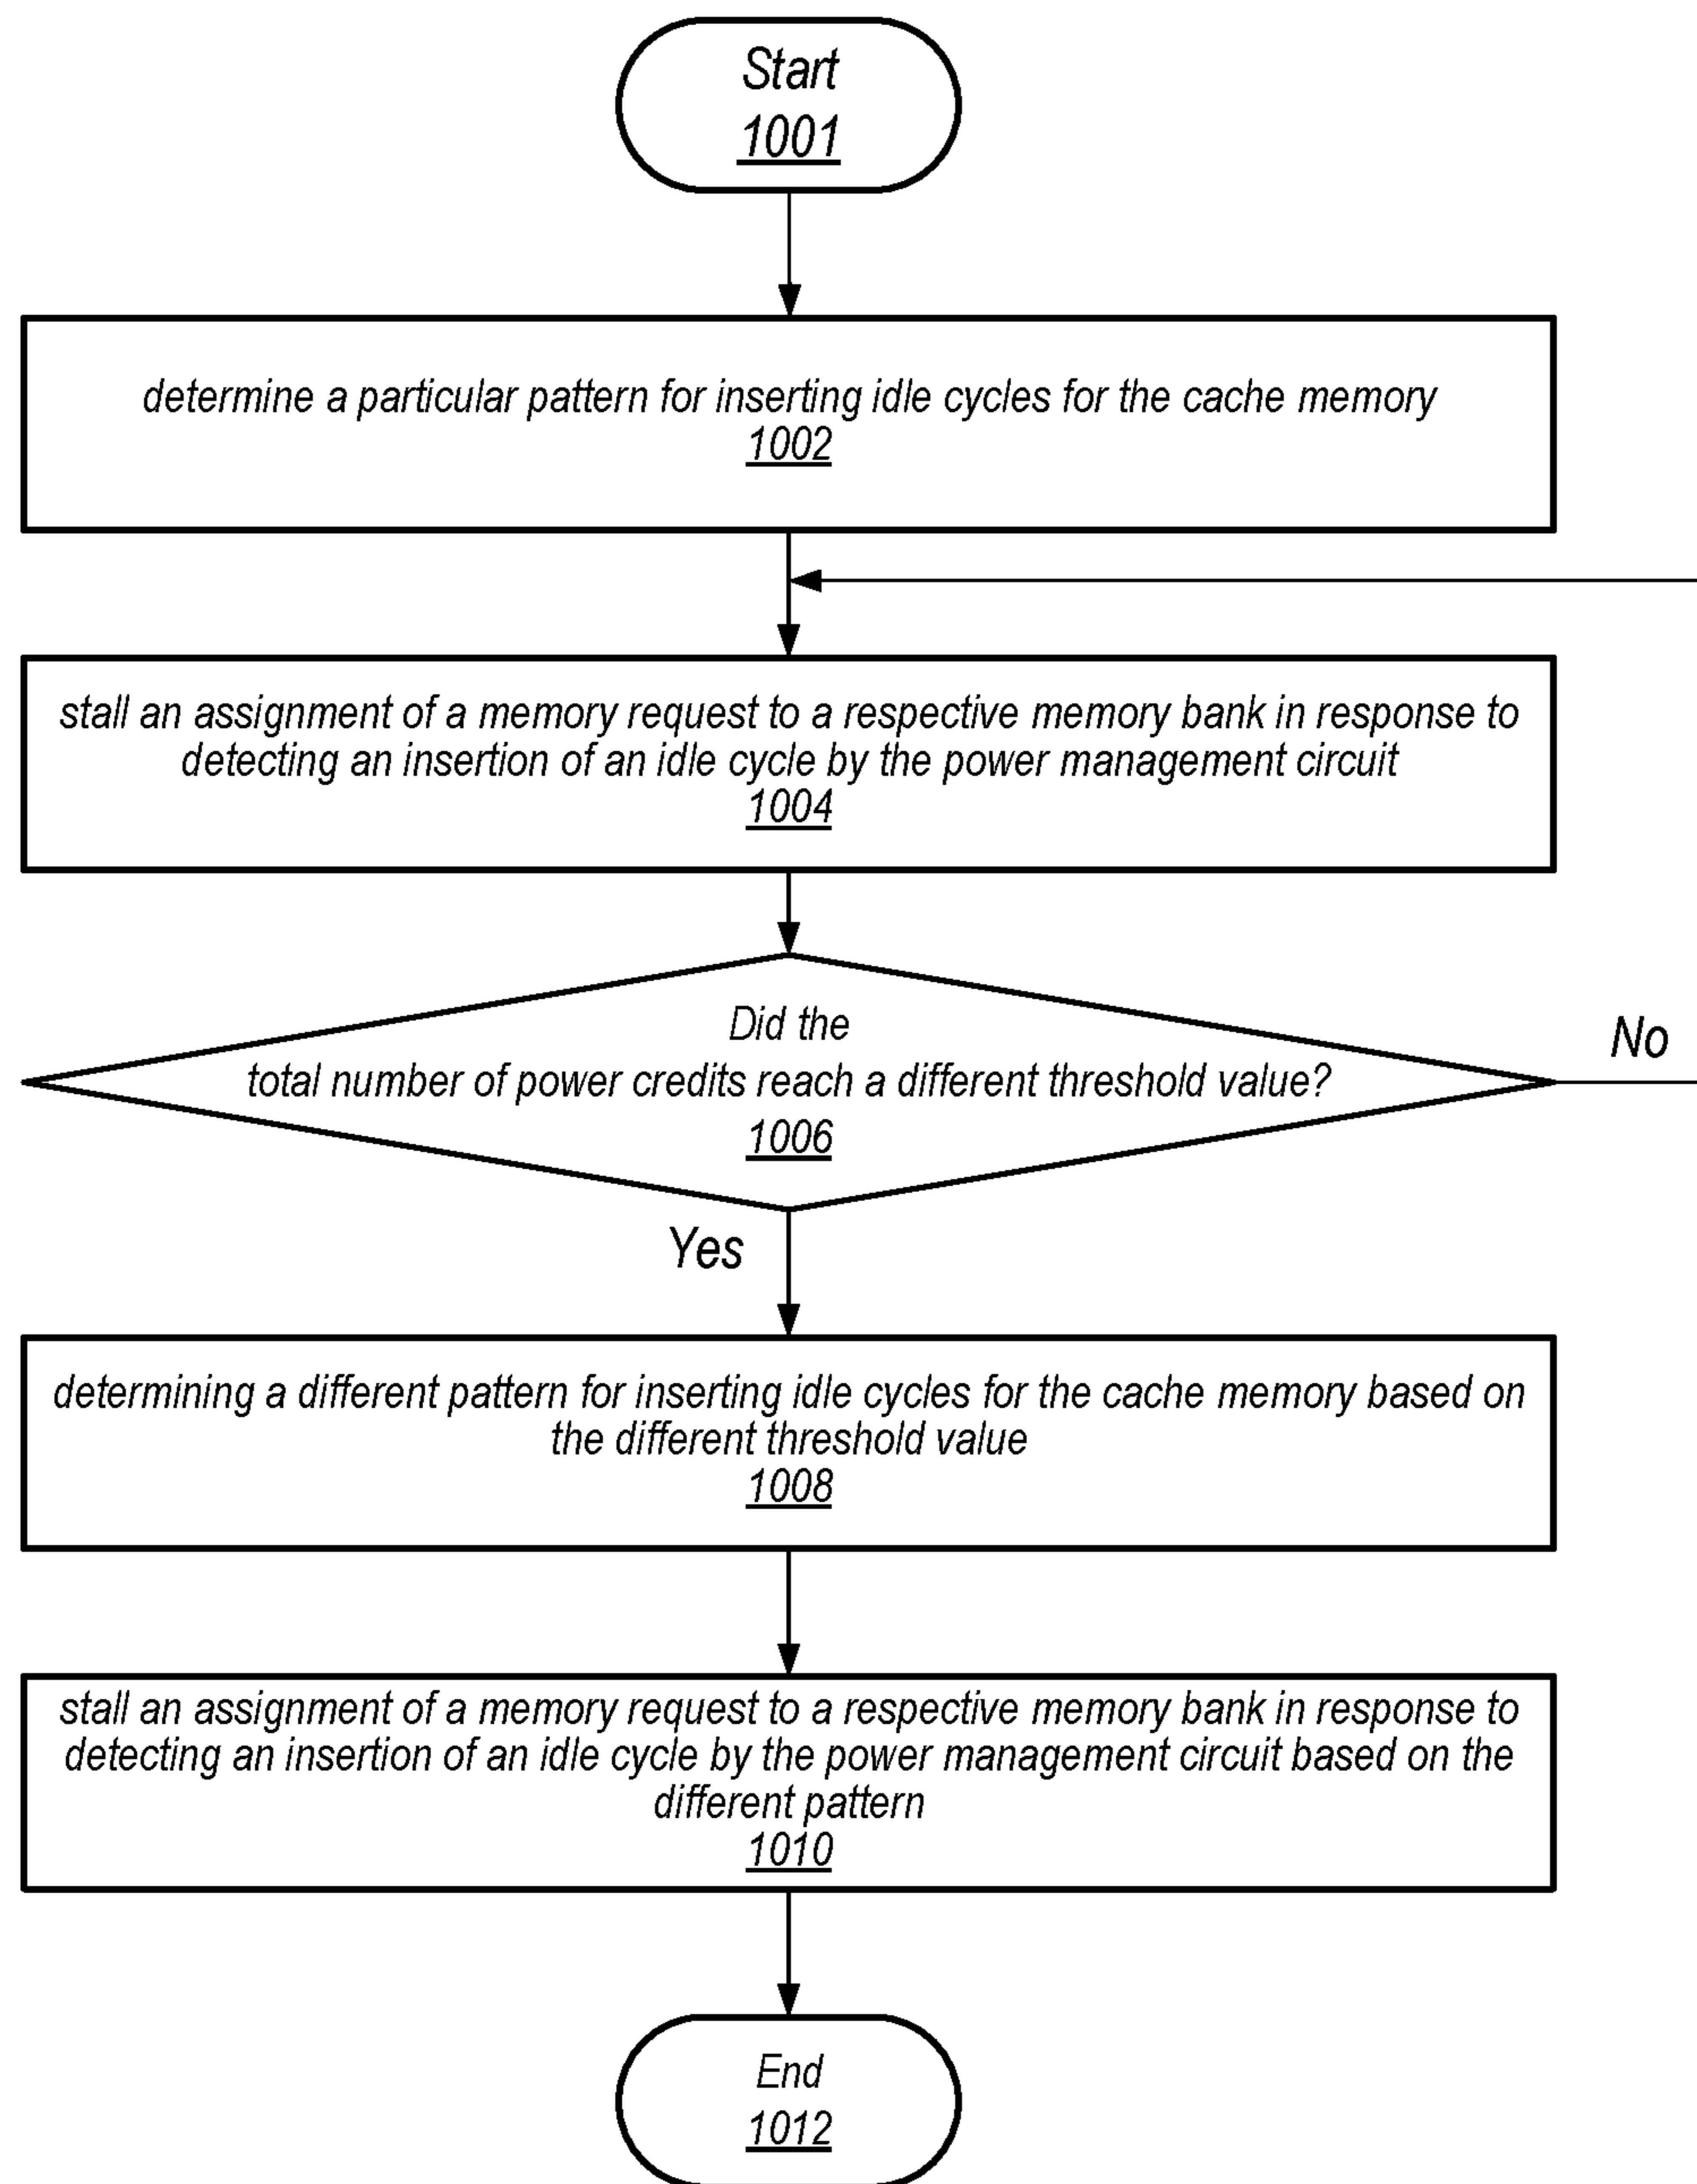 Start
1001
determine a particular pattern for inserting idle cycles for the cache memory
1002
stall an assignment of a memory request to a respective memory bank in response to
detecting an insertion of an idle cycle by the power management circuit
1004
Did the
total number of power credits reach a different threshold value?
1006
No
Yes
determining a different pattern for inserting idle cycles for the cache memory based on
the different threshold value
1008
stall an assignment of a memory request to a respective memory bank in response to
detecting an insertion of an idle cycle by the power management circuit based on the
different pattern
1010
End
1012